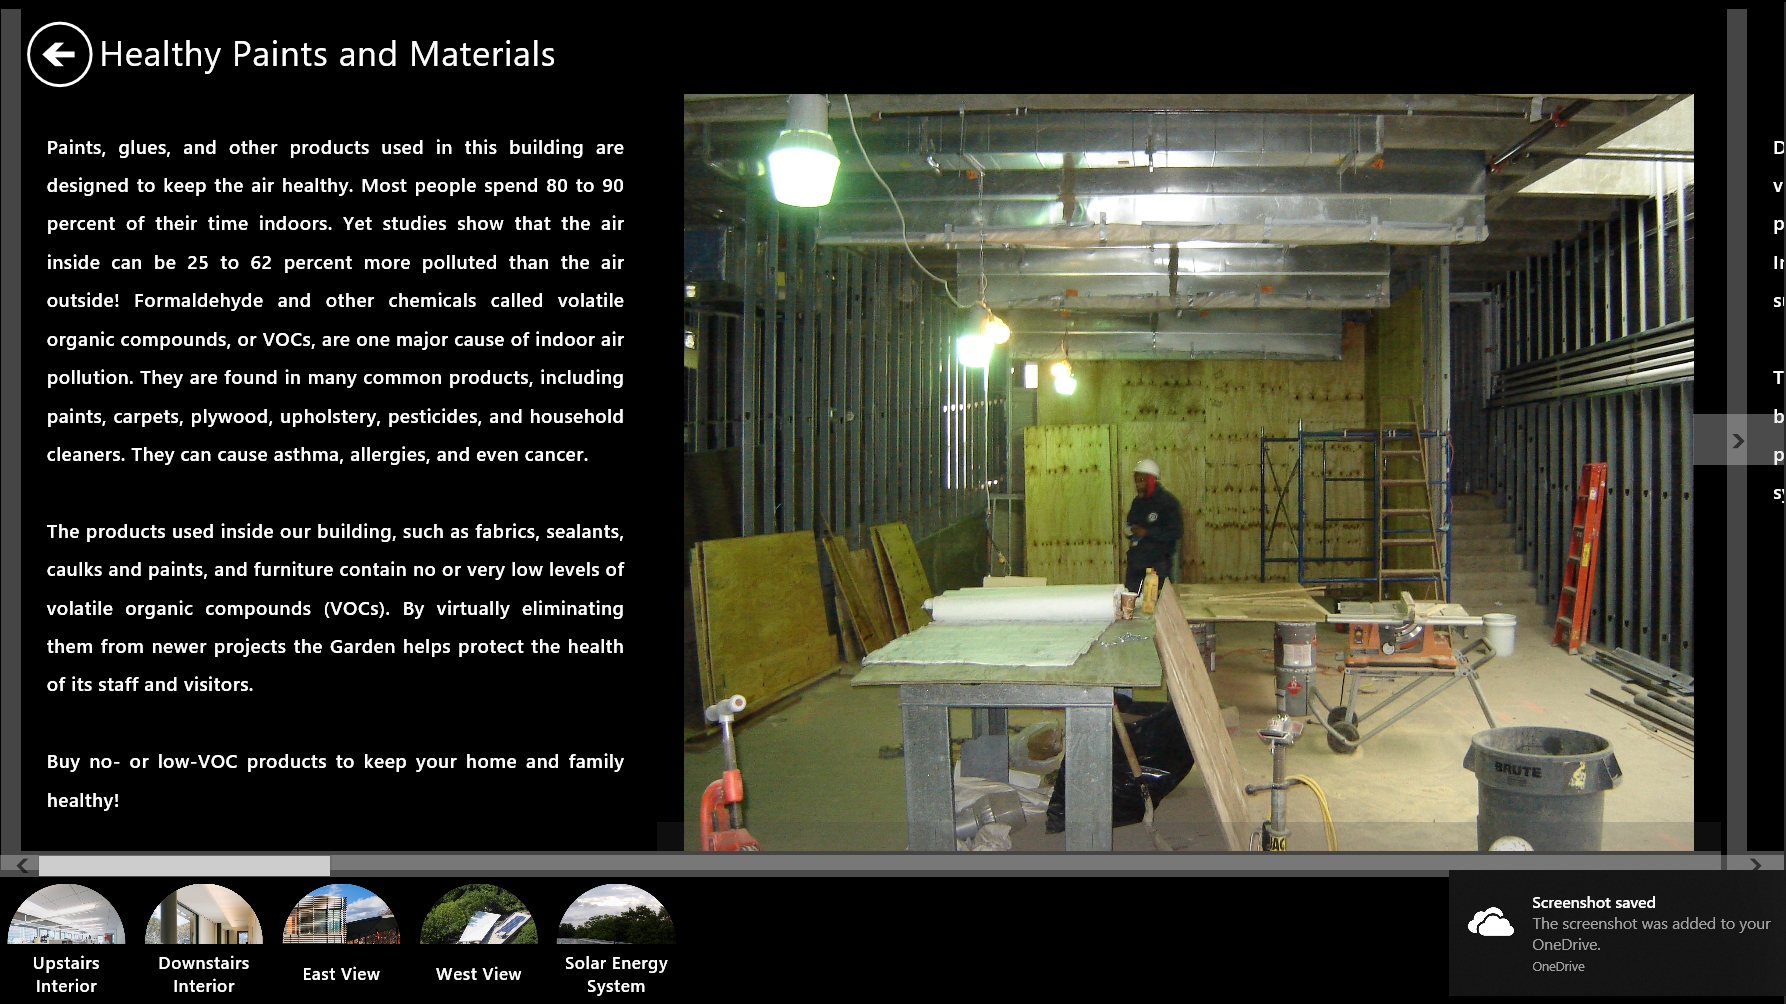 Healthy Paints and Materials
Paints, glues, and other products used in this building are
designed to keep the air healthy. Most people spend 80 to 90
percent of their time indoors. Yet studies show that the air
inside can be 25 to 62 percent more polluted than the air
outside! Formaldehyde and other chemicals called volatile
organic compounds, or VOCs, are one major cause of indoor air
pollution. They are found in many common products, including
paints, carpets, plywood, upholstery, pesticides, and household
cleaners. They can cause asthma, allergies, and even cancer.
The products used inside our building, such as fabrics, sealants,
caulks and paints, and furniture contain no or very low levels of
volatile organic compounds (VOCs). By virtually eliminating
them from newer projects the Garden helps protect the health
of its staff and visitors.
Buy no- or low-VOC products to keep your home and family
healthy!
BRUTE
Upstairs
Interior
Downstairs
Interior
East View
West View
Solar Energy
System
Screenshot saved
The screenshot was added to your
OneDrive.
OneDrive